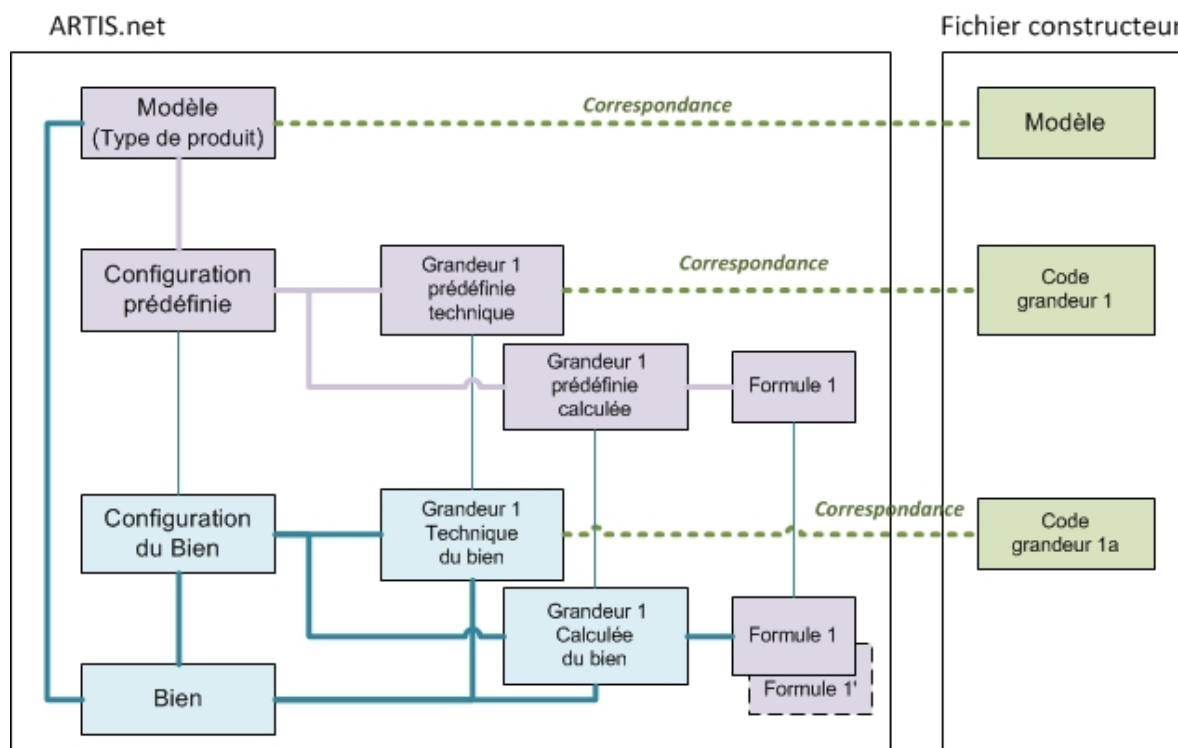 ARTIS.net
Fichier constructeur
Modèle
(Type de produit)
Correspondance
Modèle
Configuration
prédéfinie
Grandeur 1
prédéfinie
technique
Correspondance
Code
grandeur 1
Grandeur 1
prédéfinie
calculée
Formule 1
Configuration
du Bien
Grandeur 1
Technique
du bien
Correspondance
Code
grandeur 1a
Grandeur 1
Calculée
du bien
Formule 1
Formule 1'
Bien